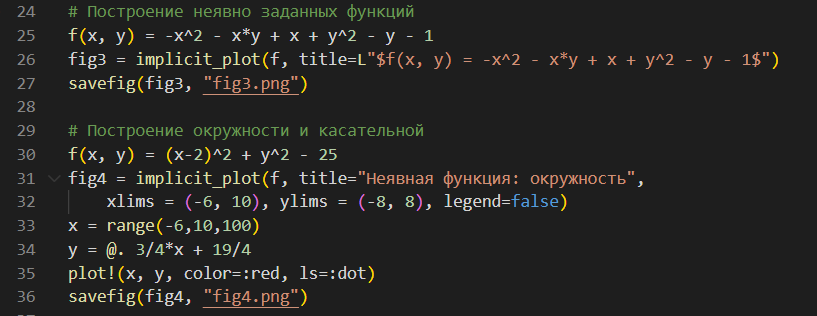 24 # Построение неявно заданных функций
25 f(x, y) = -x^2 - x*y + x + y^2 - y - 1
26 fig3 = implicit_plot(f, title=L"$f(x, y) = -x^2 - x*y + x + y^2 - y - 1$")
27 savefig(fig3, "fig3.png")
28
29 # Построение окружности и касательной
30 f(x, y) = (x-2)^2 + y^2 - 25
31 fig4 = implicit_plot(f, title="Неявная функция: окружность",
32 xlims = (-6, 10), ylims = (-8, 8), legend=false)
33 x = range(-6,10,100)
34 y = @. 3/4*x + 19/4
35 plot!(x, y, color=:red, ls=:dot)
36 savefig(fig4, "fig4.png")